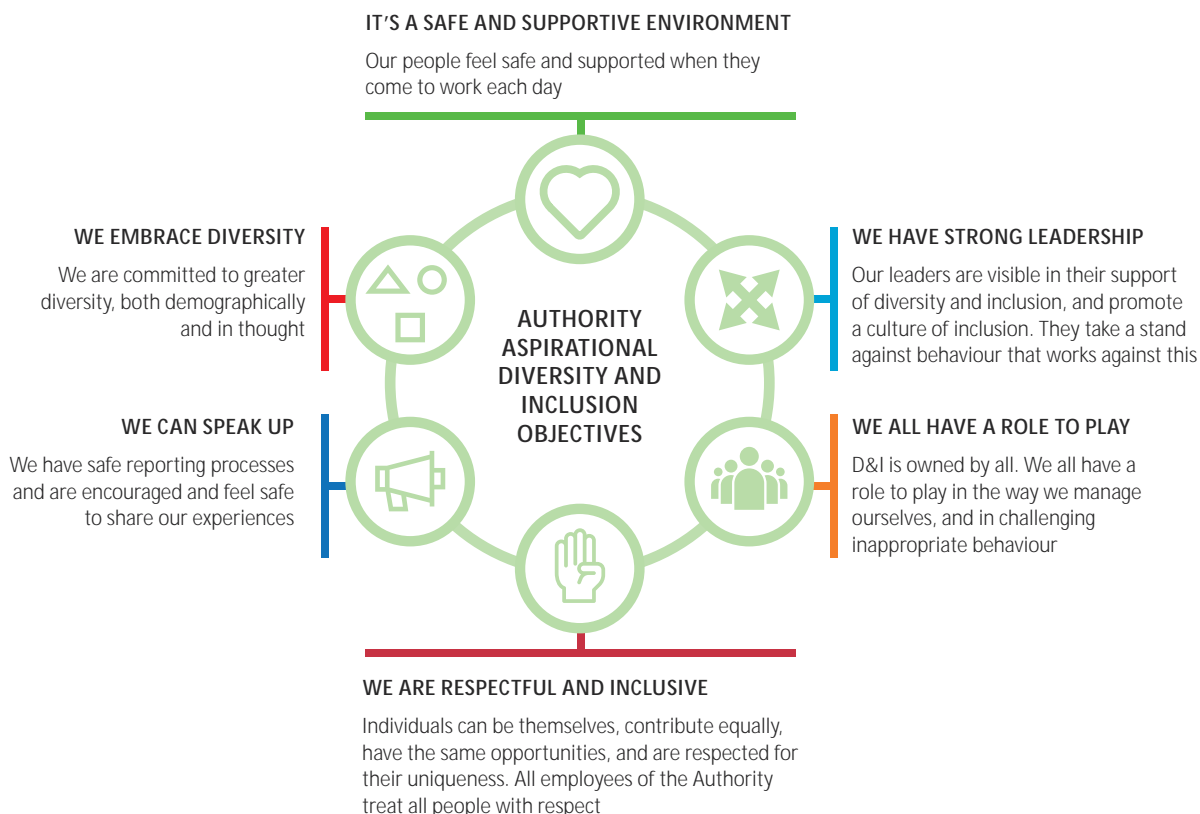 IT'S A SAFE AND SUPPORTIVE ENVIRONMENT
Our people feel safe and supported when they
come to work each day
WE EMBRACE DIVERSITY
We are committed to greater
diversity, both demographically
and in thought
WE HAVE STRONG LEADERSHIP
Our leaders are visible in their support
of diversity and inclusion, and promote
a culture of inclusion. They take a stand
against behaviour that works against this
AUTHORITY
ASPIRATIONAL
DIVERSITY AND
INCLUSION
OBJECTIVES
WE CAN SPEAK UP
We have safe reporting processes
and are encouraged and feel safe
to share our experiences
WE ALL HAVE A ROLE TO PLAY
D&I is owned by all. We all have a
role to play in the way we manage
ourselves, and in challenging
inappropriate behaviour
WE ARE RESPECTFUL AND INCLUSIVE
Individuals can be themselves, contribute equally,
have the same opportunities, and are respected for
their uniqueness. All employees of the Authority
treat all people with respect